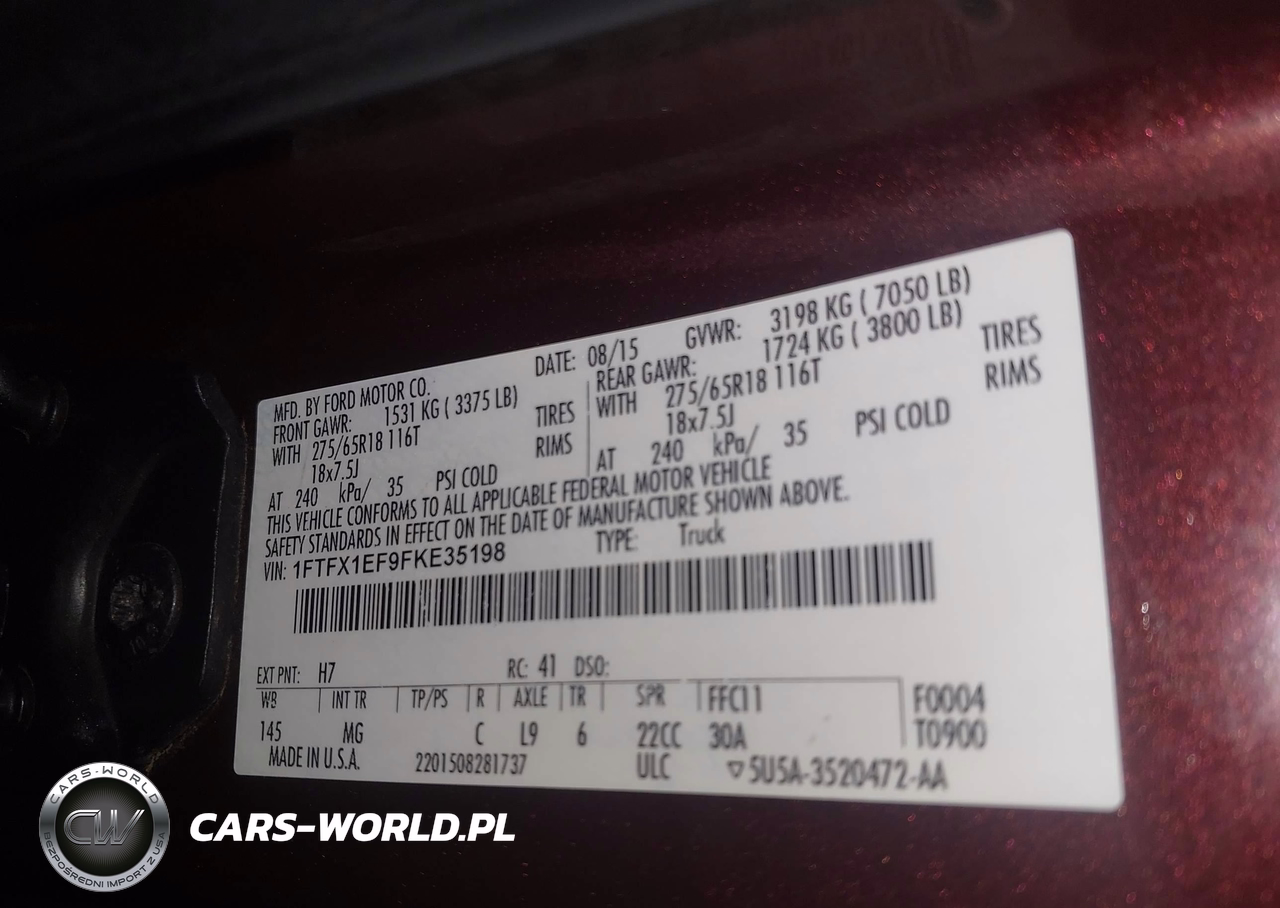 MFD. BY FORD MOTOR CO.
DATE: 08/15 GVWR: 3198 KG ( 7050 LB)
FRONT GAWR: 1531 KG ( 3375 LB)
WITH 275/65R18 116T TIRES
18x7.5J RIMS
AT 240 kPa/ 35 PSI COLD
REAR GAWR: 1724 KG ( 3800 LB)
WITH 275/65R18 116T TIRES
18x7.5J RIMS
AT 240 kPa/ 35 PSI COLD
THIS VEHICLE CONFORMS TO ALL APPLICABLE FEDERAL MOTOR VEHICLE
SAFETY STANDARDS IN EFFECT ON THE DATE OF MANUFACTURE SHOWN ABOVE.
VIN: 1FTFX1EF9FKE35198 TYPE: Truck
EXT PNT: H7 RC: 41 DSO:
WB INT TR TP/PS R AXLE TR SPR FFC11 F0004
145 MG C L9 6 22CC 30A T0900
MADE IN U.S.A. 2201508281737 ULC ▽5U5A-3520472-AA
CARS-WORLD
CW
BEZPOŚREDNI IMPORT Z USA
CARS-WORLD.PL